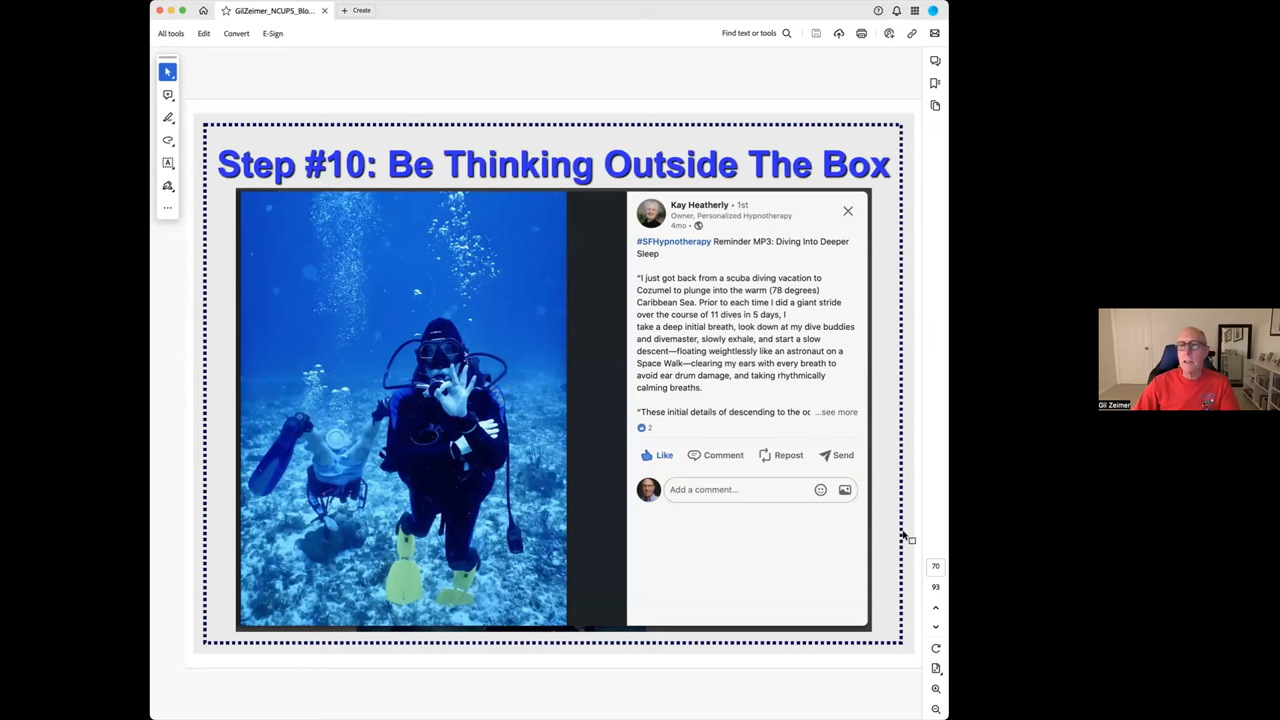 GilZeimer_NCUPS_Blo...
Create
All tools
Edit
Convert
E-Sign
Find text or tools
Step #10: Be Thinking Outside The Box
Kay Heatherly • 1st
Owner, Personalized Hypnotherapy
4mo •
#SFHypnotherapy Reminder MP3: Diving Into Deeper
Sleep
"I just got back from a scuba diving vacation to
Cozumel to plunge into the warm (78 degrees)
Caribbean Sea. Prior to each time I did a giant stride
over the course of 11 dives in 5 days, I
take a deep initial breath, look down at my dive buddies
and divemaster, slowly exhale, and start a slow
descent—floating weightlessly like an astronaut on a
Space Walk—clearing my ears with every breath to
avoid ear drum damage, and taking rhythmically
calming breaths.
"These initial details of descending to the oc ...see more
2
Like
Comment
Repost
Send
Add a comment...
70
93
Gil Zeimer